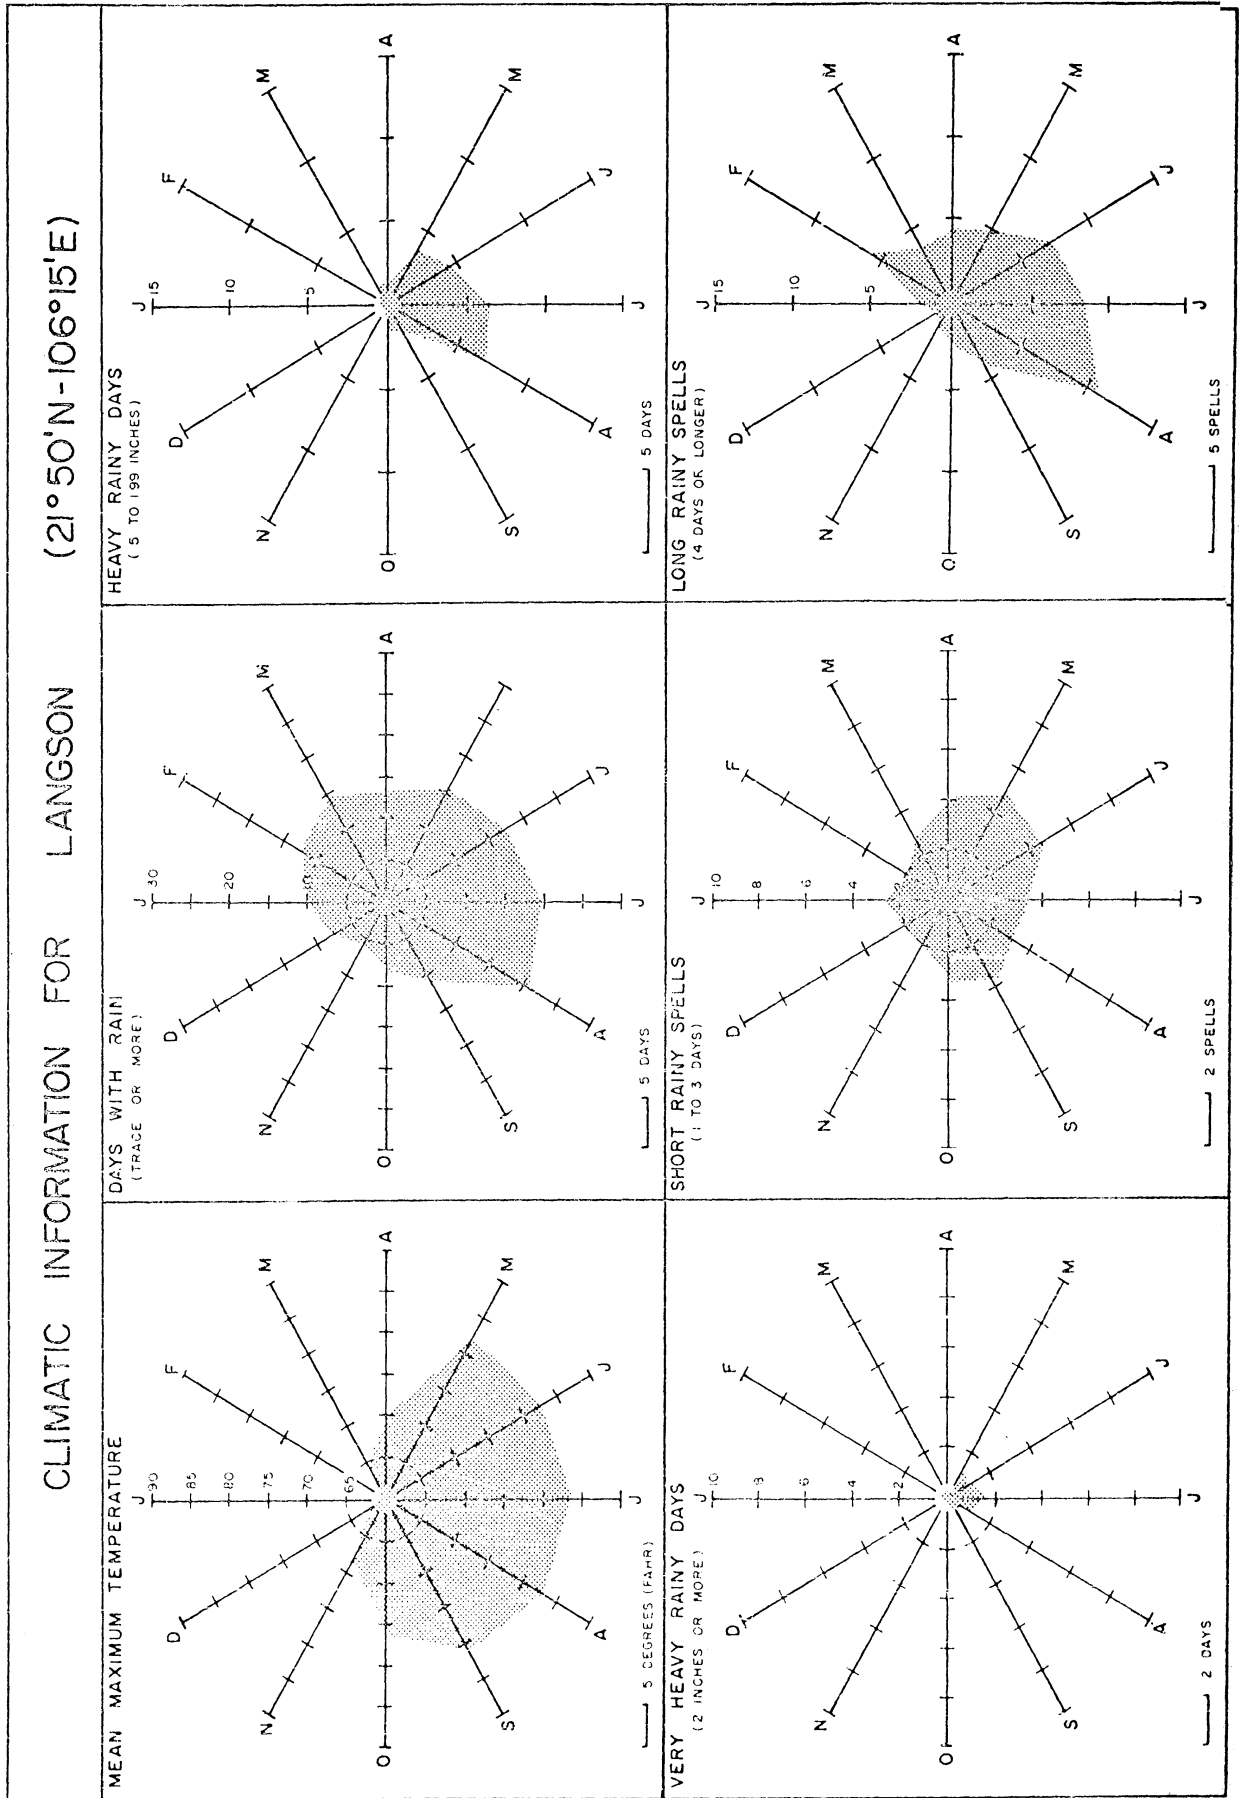 CLIMATIC INFORMATION FOR LANGSON (21°50'N-106°15'E)
MEAN MAXIMUM TEMPERATURE
J
90
85
80
75
70
65
F
M
A
M
J
J
A
S
O
N
D
5 DEGREES (FAHR)
DAYS WITH RAIN
(TRACE OR MORE)
J
30
20
10
F
M
A
J
J
A
S
O
N
D
5 DAYS
HEAVY RAINY DAYS
(5 TO 199 INCHES)
J
15
10
5
F
M
A
M
J
J
A
S
O
N
D
5 DAYS
VERY HEAVY RAINY DAYS
(2 INCHES OR MORE)
J
10
8
6
4
2
F
M
A
M
J
J
A
S
O
N
D
2 DAYS
SHORT RAINY SPELLS
(1 TO 3 DAYS)
J
10
8
6
4
F
M
A
M
J
J
A
S
O
N
D
2 SPELLS
LONG RAINY SPELLS
(4 DAYS OR LONGER)
J
15
10
5
F
M
A
M
J
J
A
S
O
N
D
5 SPELLS